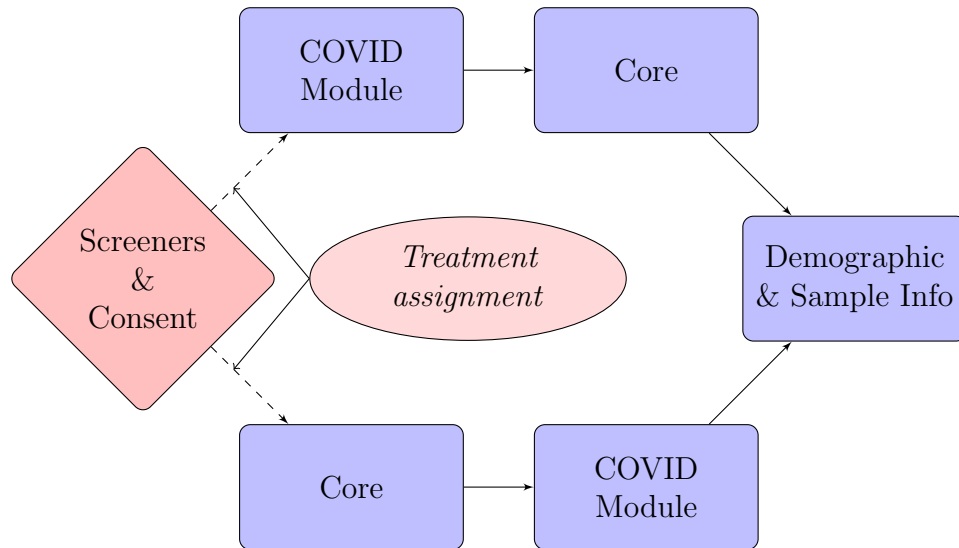 COVID
Module
Core
Screeners
&
Consent
Treatment
assignment
Demographic
& Sample Info
Core
COVID
Module